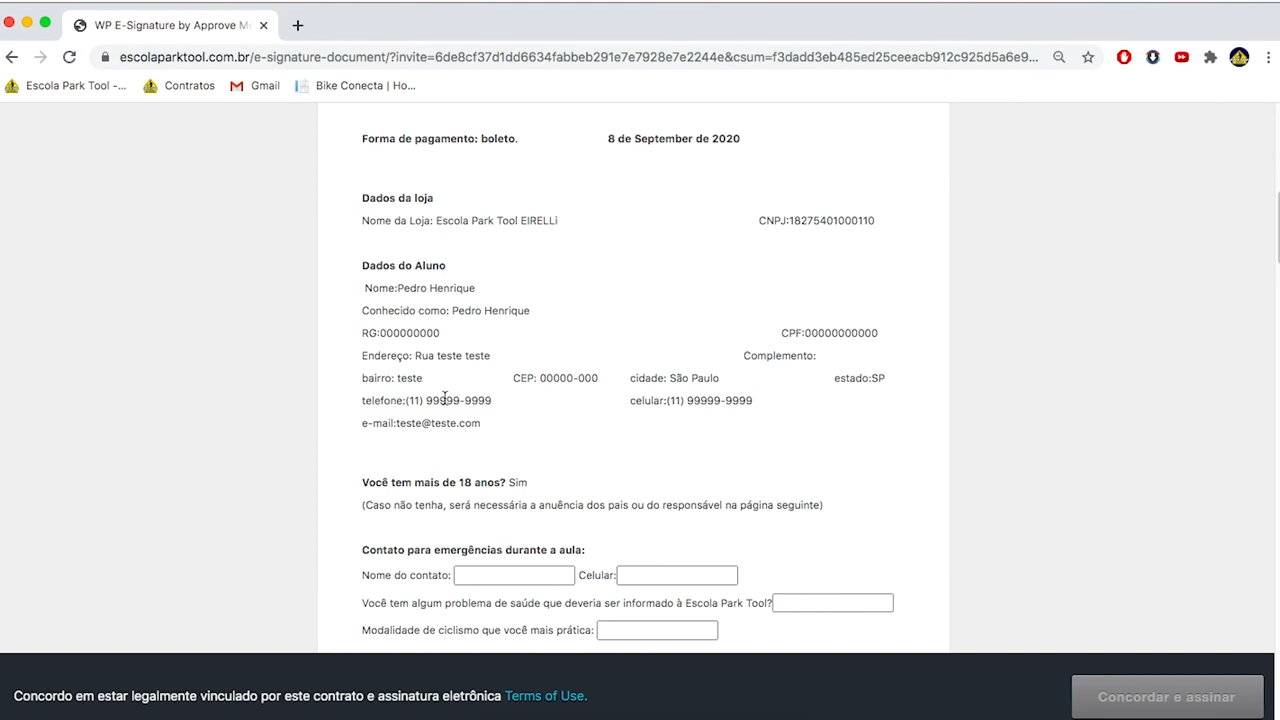 WP E-Signature by Approve Me
escolaparktool.com.br/e-signature-document/?invite=6de8cf37d1dd6634fabbeb291e7e7928e7e2244e&csum=f3dadd3eb485ed25ceeacb912c925d5a6e9...
Escola Park Tool -... Contratos Gmail Bike Conecta | Ho...
Forma de pagamento: boleto. 8 de September de 2020
Dados da loja
Nome da Loja: Escola Park Tool EIRELLi CNPJ:18275401000110
Dados do Aluno
Nome:Pedro Henrique
Conhecido como: Pedro Henrique
RG:000000000 CPF:00000000000
Endereço: Rua teste teste Complemento:
bairro: teste CEP: 00000-000 cidade: São Paulo estado:SP
telefone:(11) 99999-9999 celular:(11) 99999-9999
e-mail:teste@teste.com
Você tem mais de 18 anos? Sim
(Caso não tenha, será necessária a anuência dos pais ou do responsável na página seguinte)
Contato para emergências durante a aula:
Nome do contato: Celular:
Você tem algum problema de saúde que deveria ser informado à Escola Park Tool?
Modalidade de ciclismo que você mais prática:
Concordo em estar legalmente vinculado por este contrato e assinatura eletrônica Terms of Use.
Concordar e assinar